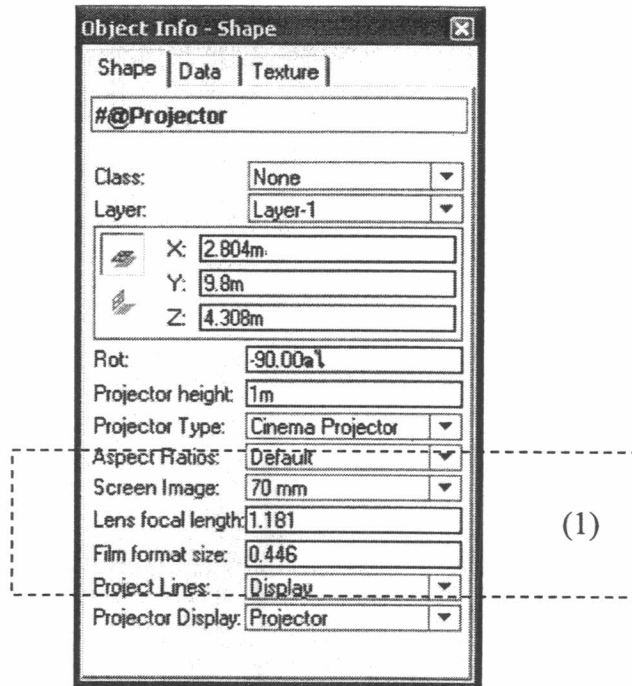 Object Info - Shape
Shape Data Texture
#@Projector
Class: None
Layer: Layer-1
X: 2.804m
Y: 9.8m
Z: 4.308m
Rot: -90.00
Projector height: 1m
Projector Type: Cinema Projector
Aspect Ratios: Default
Screen Image: 70 mm
Lens focal length: 1.181
(1)
Film format size: 0.446
Project Lines: Display
Projector Display: Projector